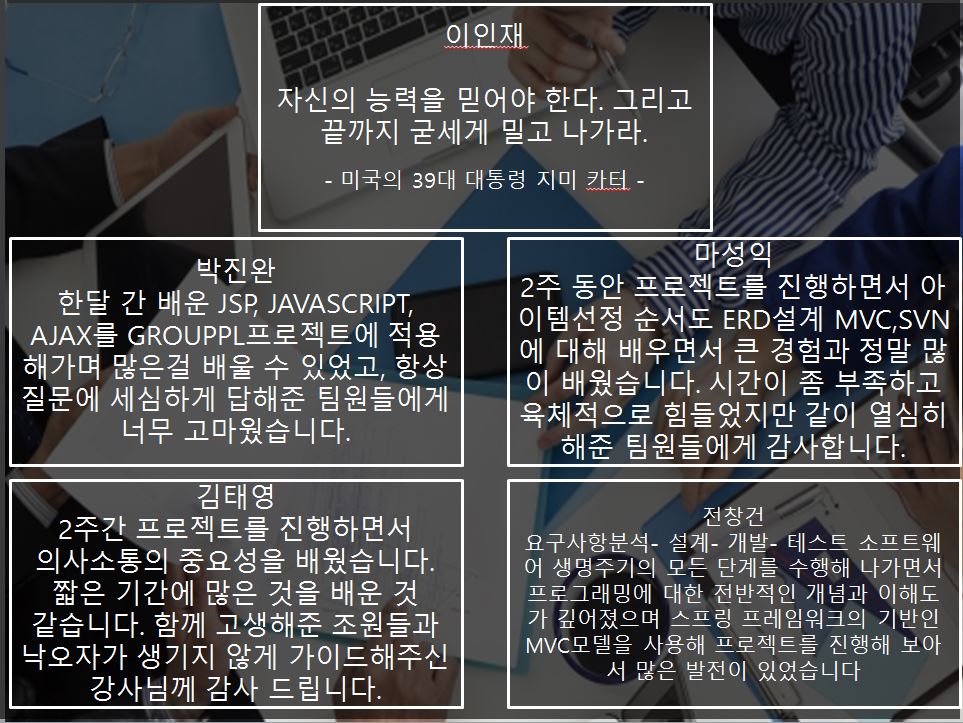 이인재
자신의 능력을 믿어야 한다. 그리고
끝까지 굳세게 밀고 나가라.
- 미국의 39대 대통령 지미 카터 -
박진완
한달 간 배운 JSP, JAVASCRIPT,
AJAX를 GROUPPL프로젝트에 적용
해가며 많은걸 배울 수 있었고, 항상
질문에 세심하게 답해준 팀원들에게
너무 고마웠습니다.
마성익
2주 동안 프로젝트를 진행하면서 아
이템선정 순서도 ERD설계 MVC,SVN
에 대해 배우면서 큰 경험과 정말 많
이 배웠습니다. 시간이 좀 부족하고
육체적으로 힘들었지만 같이 열심히
해준 팀원들에게 감사합니다.
김태영
2주간 프로젝트를 진행하면서
의사소통의 중요성을 배웠습니다.
짧은 기간에 많은 것을 배운 것
같습니다. 함께 고생해준 조원들과
낙오자가 생기지 않게 가이드해주신
강사님께 감사 드립니다.
전창건
요구사항분석- 설계- 개발- 테스트 소프트웨
어 생명주기의 모든 단계를 수행해 나가면서
프로그래밍에 대한 전반적인 개념과 이해도
가 깊어졌으며 스프링 프레임워크의 기반인
MVC모델을 사용해 프로젝트를 진행해 보아
서 많은 발전이 있었습니다